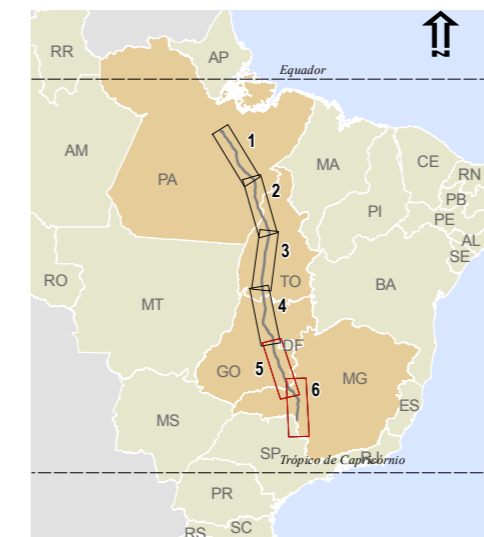 N
RR
AP
Equador
AM
PA
1
MA
CE
RN
2
PB
PI
PE
AL
3
SE
TO
RO
BA
MT
4
DF
5
GO
6
MG
ES
MS
SP
RJ
Trópico de Capricórnio
PR
SC
RS